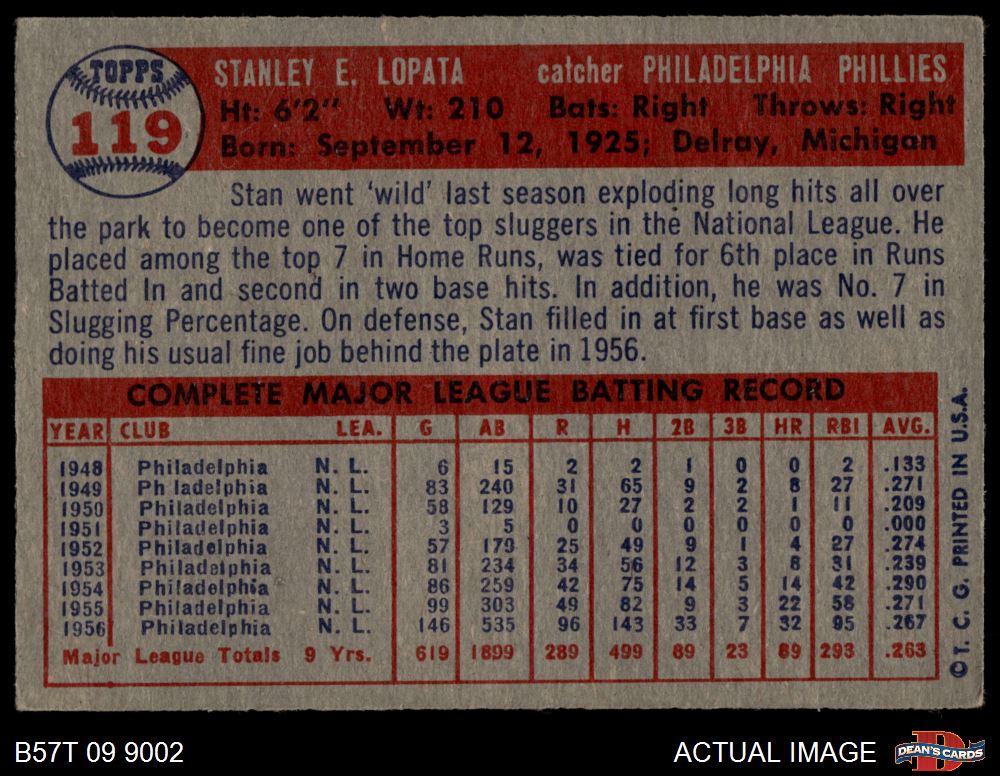 TOPPS
119
STANLEY E. LOPATA catcher PHILADELPHIA PHILLIES
Ht: 6'2" Wt: 210 Bats: Right Throws: Right
Born: September 12, 1925; Delray, Michigan
Stan went 'wild' last season exploding long hits all over
the park to become one of the top sluggers in the National League. He
placed among the top 7 in Home Runs, was tied for 6th place in Runs
Batted In and second in two base hits. In addition, he was No. 7 in
Slugging Percentage. On defense, Stan filled in at first base as well as
doing his usual fine job behind the plate in 1956.
COMPLETE MAJOR LEAGUE BATTING RECORD
YEAR CLUB LEA. G AB R H 2B 3B HR RBI AVG.
1948 Philadelphia N. L. 6 15 2 2 1 0 0 2 .133
1949 Ph ladelphia N. L. 83 240 31 65 9 2 8 27 .271
1950 Philadelphia N. L. 58 129 10 27 2 2 1 11 .209
1951 Philadelphia N. L. 3 5 0 0 0 0 0 0 .000
1952 Philadelphia N. L. 57 179 25 49 9 1 4 27 .274
1953 Philadelphia N. L. 81 234 34 56 12 3 8 31 .239
1954 Philadelphia N. L. 86 259 42 75 14 5 14 42 .290
1955 Philadelphia N. L. 99 303 49 82 9 3 22 58 .271
1956 Philadelphia N. L. 146 535 96 143 33 7 32 95 .267
Major League Totals 9 Yrs. 619 1899 289 499 89 23 89 293 .263
© T. C. G. PRINTED IN U.S.A.
B57T 09 9002 ACTUAL IMAGE
D
DEAN'S CARDS